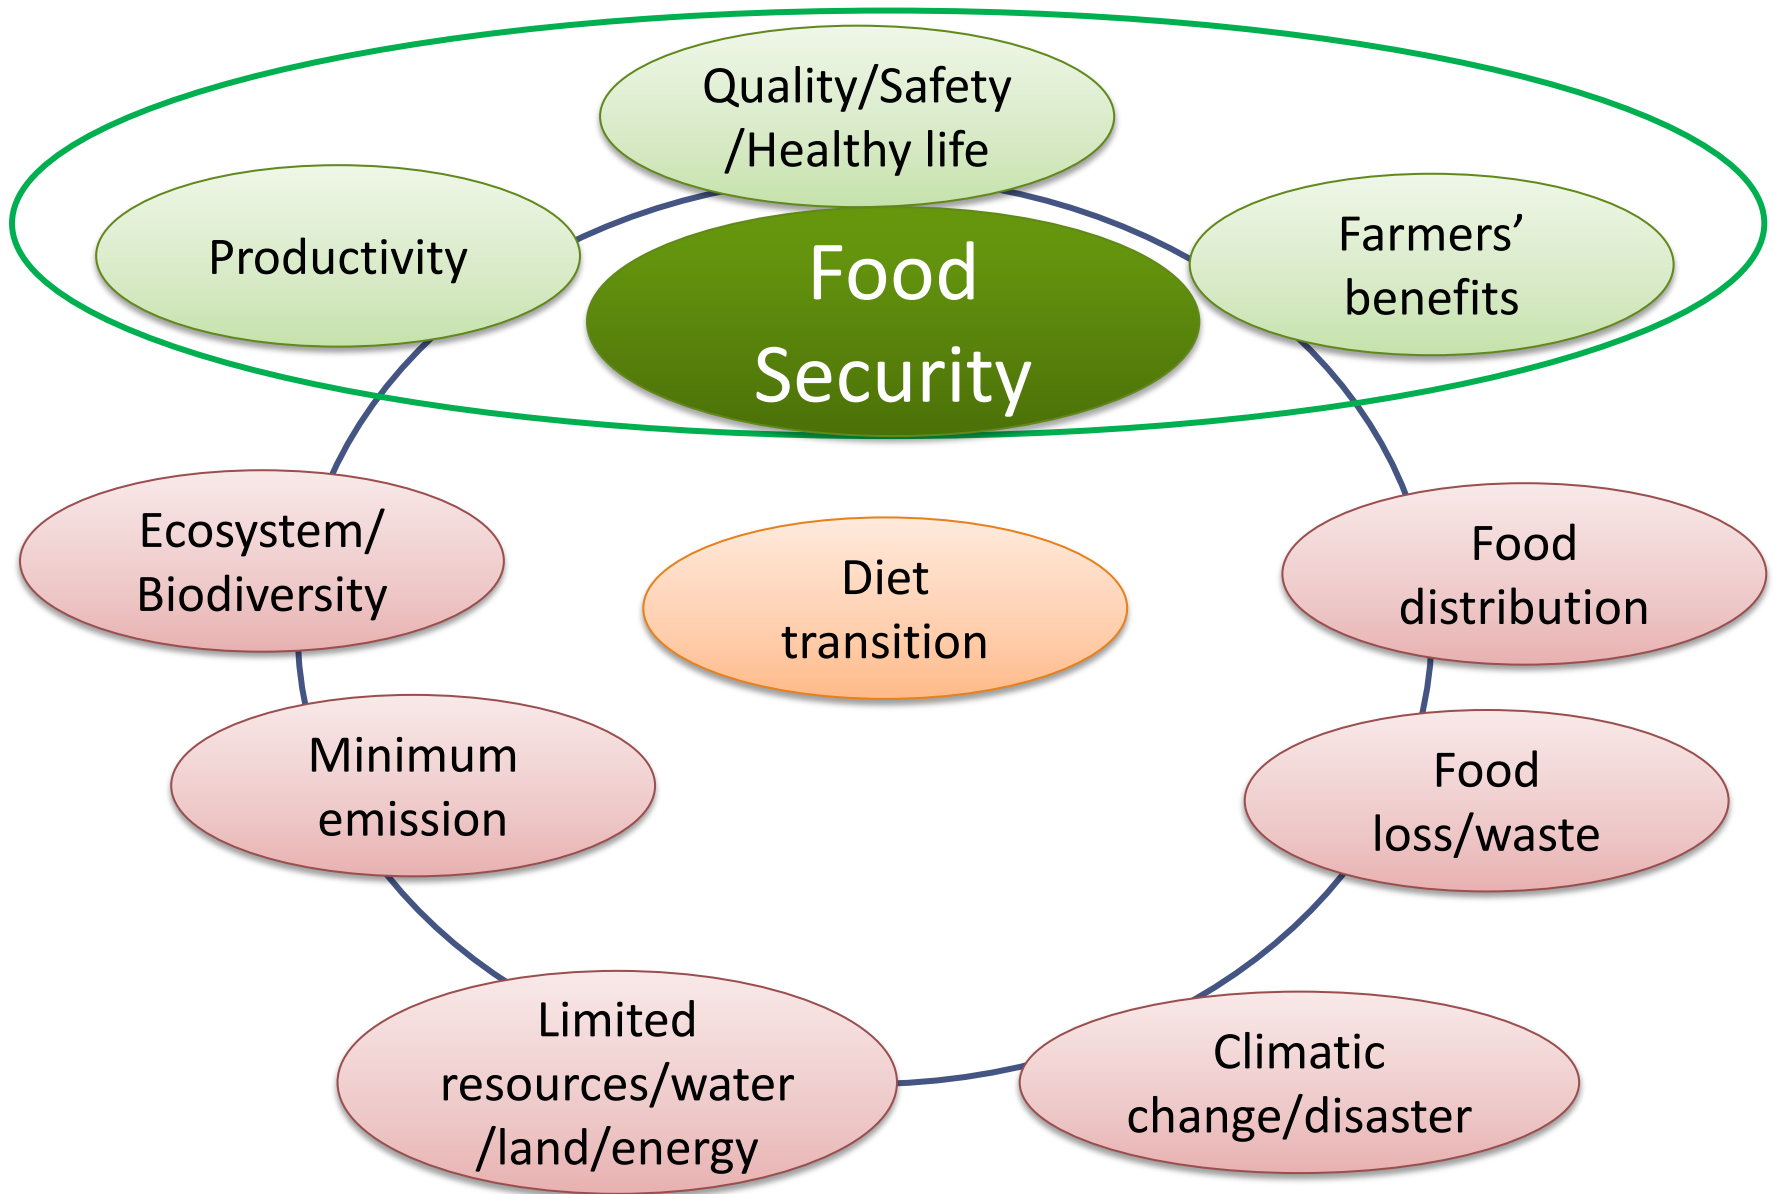 Quality/Safety
/Healthy life
Productivity
Farmers’
benefits
Food
Security
Ecosystem/
Biodiversity
Diet
transition
Food
distribution
Minimum
emission
Food
loss/waste
Limited
resources/water
/land/energy
Climatic
change/disaster